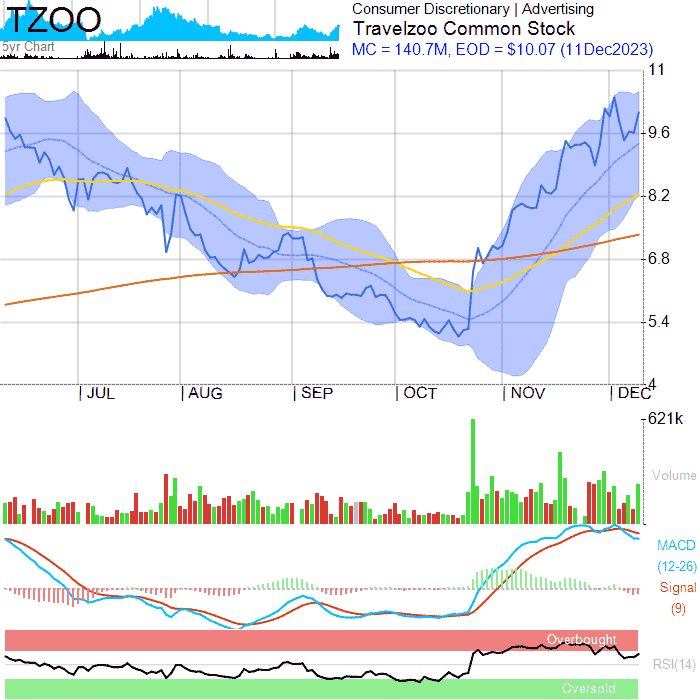 TZOO
5yr Chart
Consumer Discretionary | Advertising
Travelzoo Common Stock
MC = 140.7M, EOD = $10.07 (11Dec2023)
11
9.6
8.2
6.8
5.4
4
JUL AUG SEP OCT NOV DEC
621k
Volume
MACD
(12-26)
Signal
(9)
Overbought
RSI(14)
Oversold